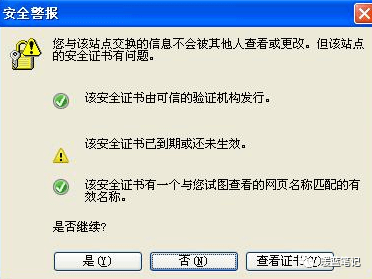 安全警报
您与该站点交换的信息不会被其他人查看或更改。但该站点
的安全证书有问题。
该安全证书由可信的验证机构发行。
该安全证书已到期或还未生效。
该安全证书有一个与您试图查看的网页名称匹配的有
效名称。
是否继续?
是(Y)
否(N)
查看证书(V)